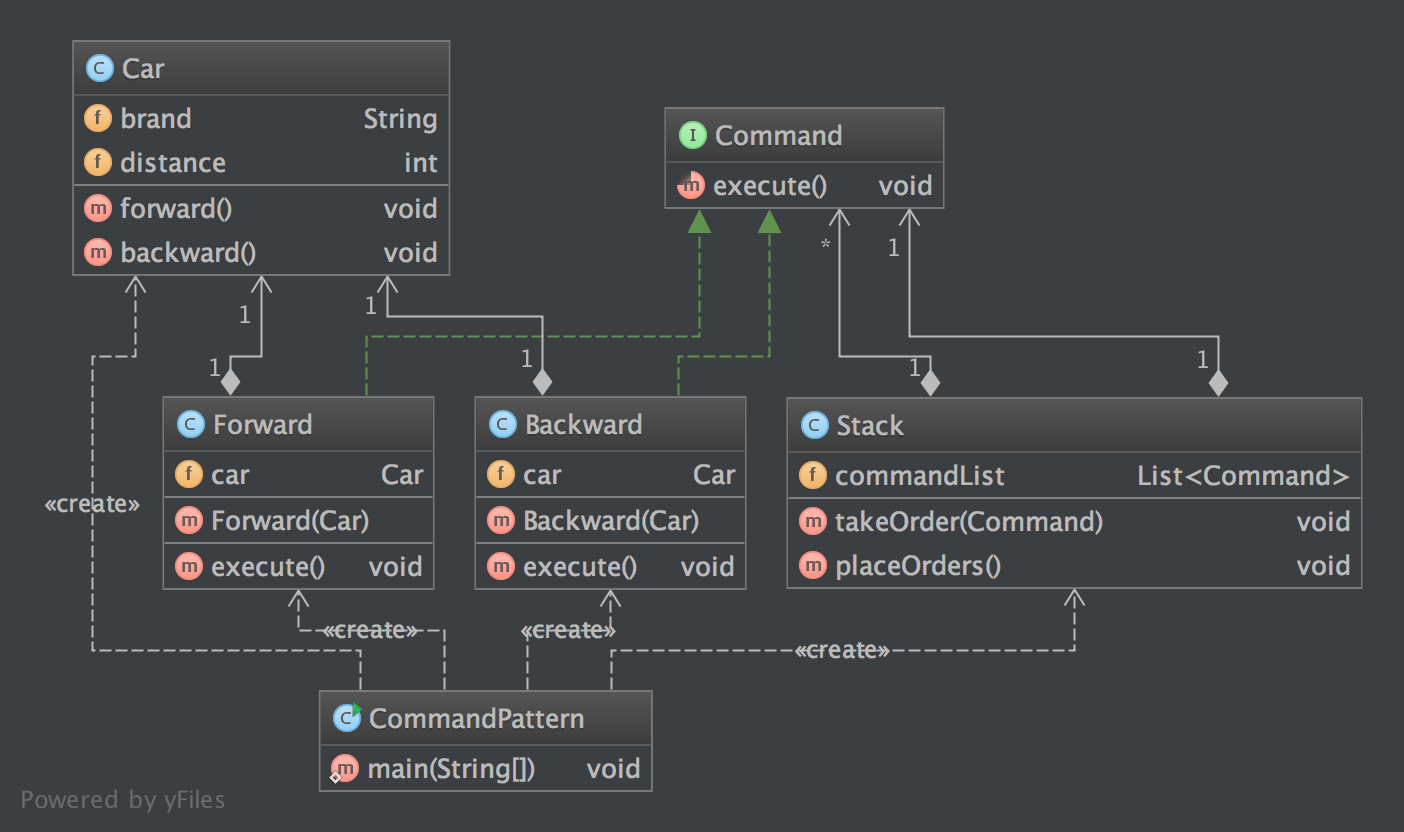 C Car
f brand String
f distance int
m forward() void
m backward() void
I Command
m execute() void
* 1
1 1
1 1 1 1
C Forward
f car Car
m Forward(Car)
m execute() void
C Backward
f car Car
m Backward(Car)
m execute() void
C Stack
f commandList List<Command>
m takeOrder(Command) void
m placeOrders() void
«create»
«create» «create»
«create»
C CommandPattern
m main(String[]) void
Powered by yFiles